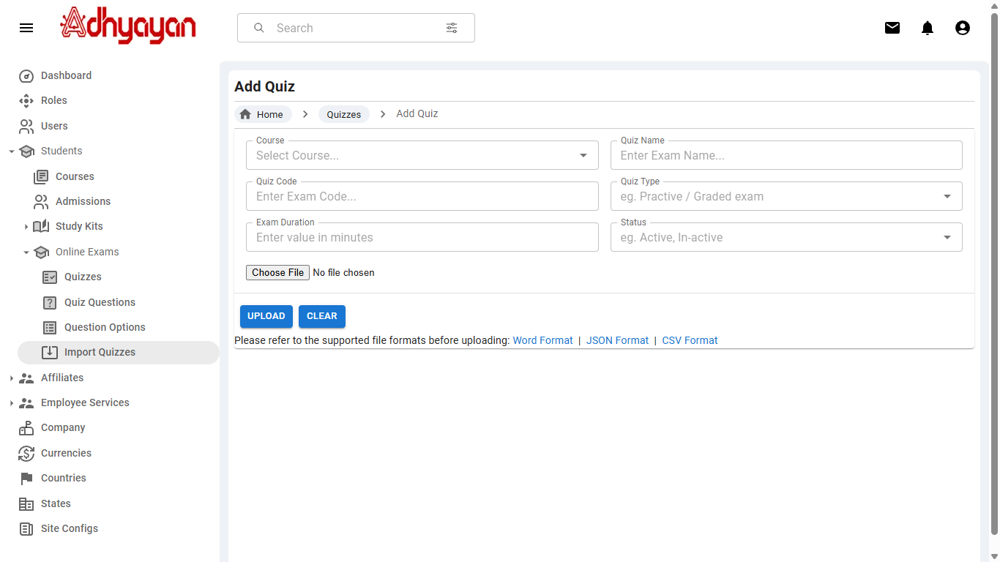 Adhyayan
Search
Dashboard
Roles
Users
Students
Courses
Admissions
Study Kits
Online Exams
Quizzes
Quiz Questions
Question Options
Import Quizzes
Affiliates
Employee Services
Company
Currencies
Countries
States
Site Configs
Add Quiz
Home > Quizzes > Add Quiz
Course
Select Course...
Quiz Name
Enter Exam Name...
Quiz Code
Enter Exam Code...
Quiz Type
eg. Practive / Graded exam
Exam Duration
Enter value in minutes
Status
eg. Active, In-active
Choose File No file chosen
UPLOAD CLEAR
Please refer to the supported file formats before uploading: Word Format | JSON Format | CSV Format